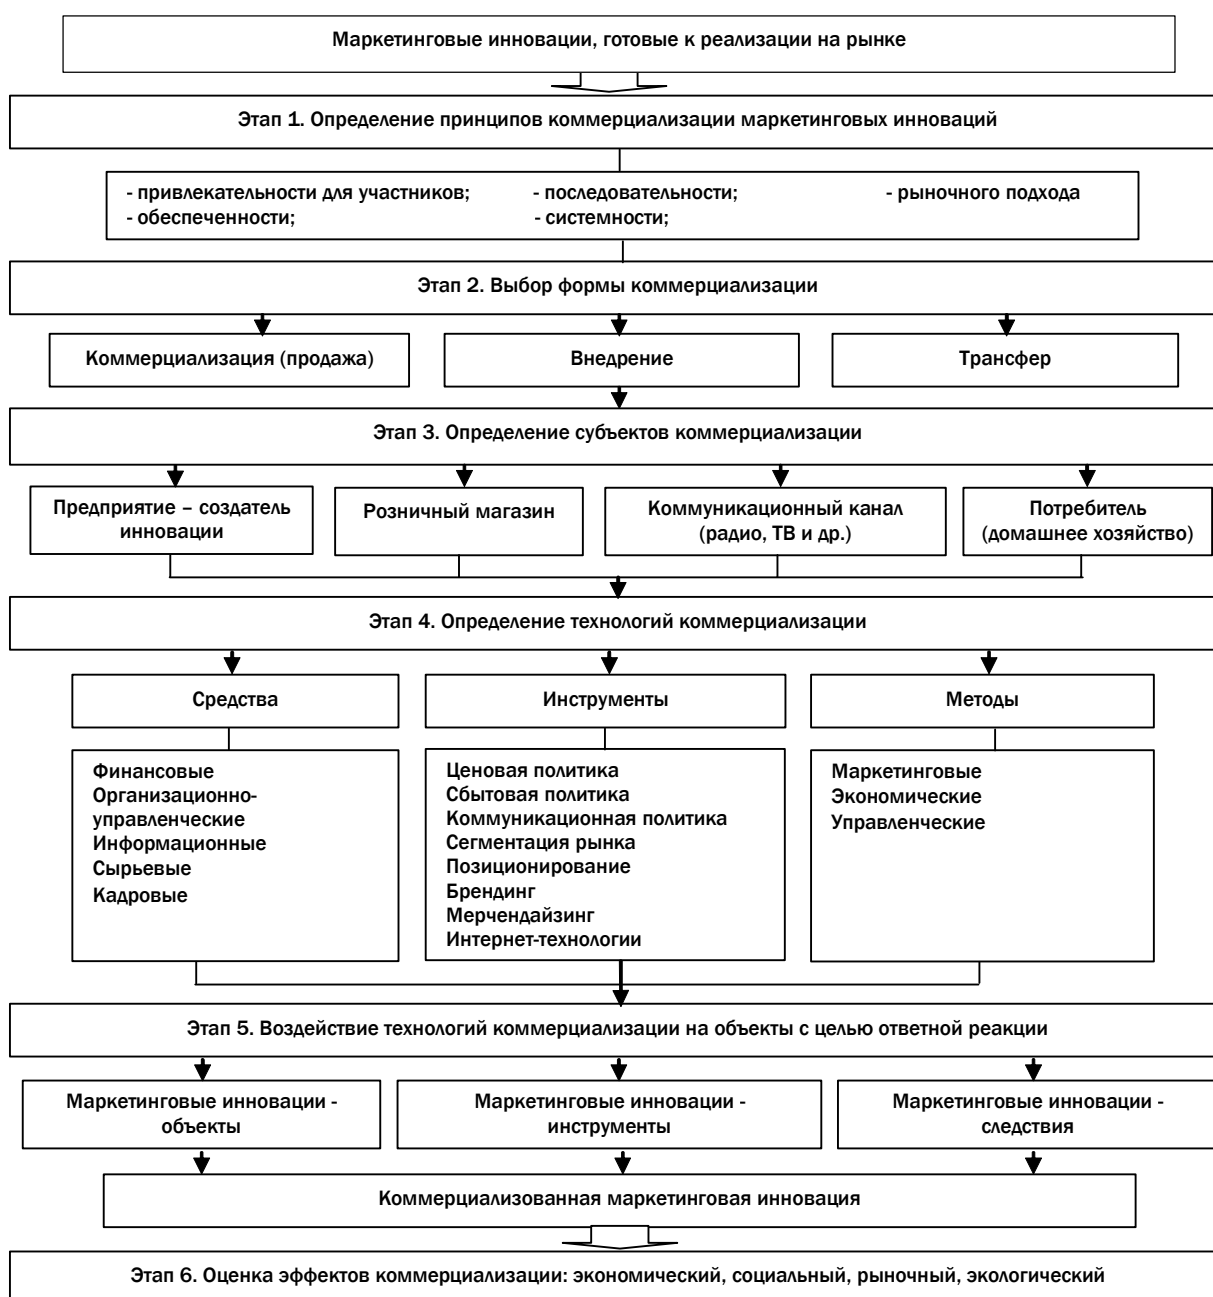 Маркетинговые инновации, готовые к реализации на рынке
Этап 1. Определение принципов коммерциализации маркетинговых инноваций
- привлекательности для участников; - последовательности; - рыночного подхода
- обеспеченности; - системности;
Этап 2. Выбор формы коммерциализации
Коммерциализация (продажа)
Внедрение
Трансфер
Этап 3. Определение субъектов коммерциализации
Предприятие – создатель
инновации
Розничный магазин
Коммуникационный канал
(радио, ТВ и др.)
Потребитель
(домашнее хозяйство)
Этап 4. Определение технологий коммерциализации
Средства
Инструменты
Методы
Финансовые
Организационно-
управленческие
Информационные
Сырьевые
Кадровые
Ценовая политика
Сбытовая политика
Коммуникационная политика
Сегментация рынка
Позиционирование
Брендинг
Мерчендайзинг
Интернет-технологии
Маркетинговые
Экономические
Управленческие
Этап 5. Воздействие технологий коммерциализации на объекты с целью ответной реакции
Маркетинговые инновации -
объекты
Маркетинговые инновации -
инструменты
Маркетинговые инновации -
следствия
Коммерциализованная маркетинговая инновация
Этап 6. Оценка эффектов коммерциализации: экономический, социальный, рыночный, экологический